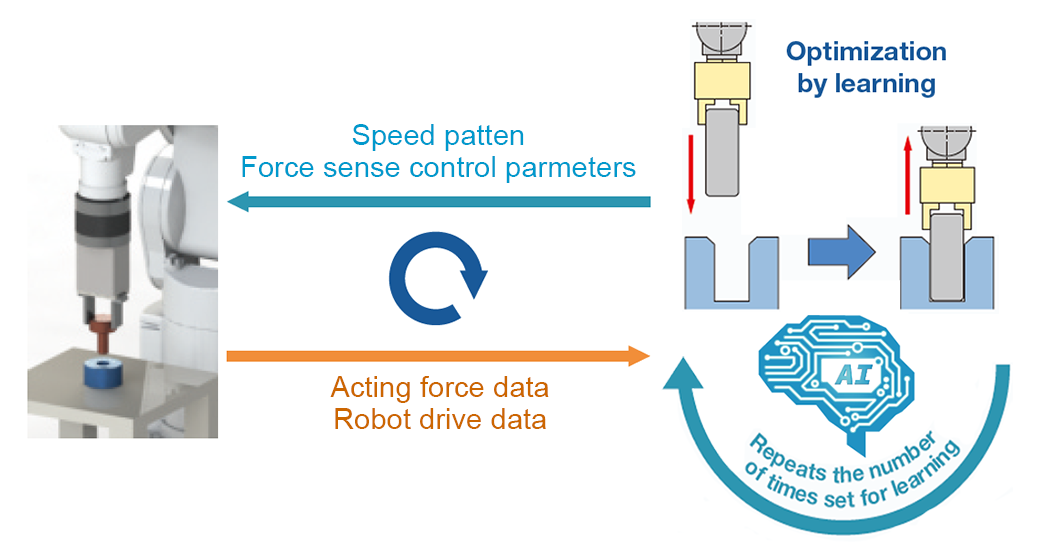 Optimization
by learning
Speed patten
Force sense control parmeters
Acting force data
Robot drive data
AI
Repeats the number
of times set for learning